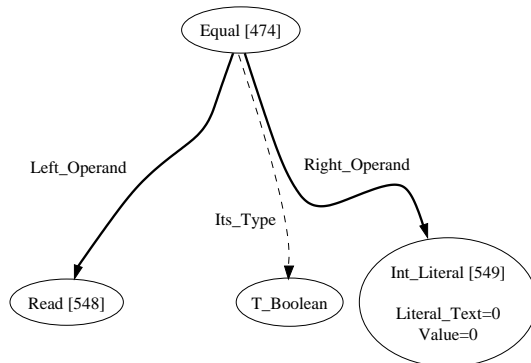 Equal [474]
Left_Operand
Right_Operand
Its_Type
Read [548]
T_Boolean
Int_Literal [549]
Literal_Text=0
Value=0